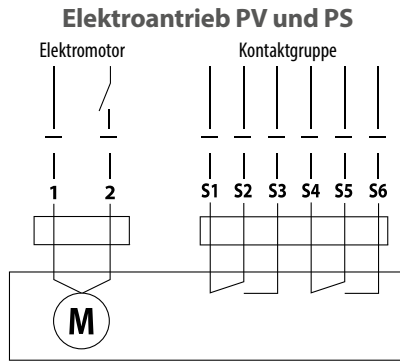 Elektroantrieb PV und PS
Elektromotor Kontaktgruppe
1 2 S1 S2 S3 S4 S5 S6
M